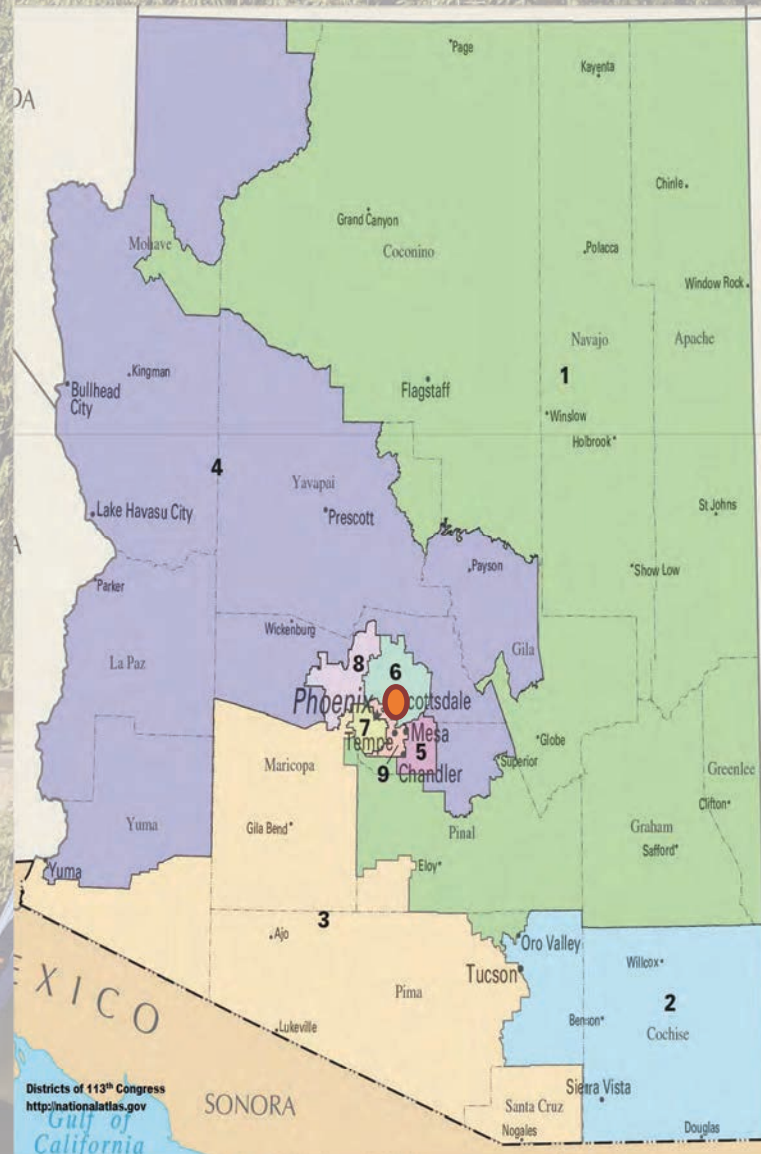 Page
Kayenta
DA
Chinle
Grand Canyon
Mohave
Coconino
Polacca
Window Rock
Navajo
Apache
Kingman
1
Bullhead
City
Flagstaff
Winslow
Holbrook
4
Yavapai
Lake Havasu City
Prescott
St Johns
A
Payson
Show Low
Parker
Wickenburg
Gila
La Paz
8
6
Phoenix
cottsdale
7
Tempe
Mesa
5
Globe
Maricopa
9
Chandler
Superior
Greenlee
Clifton
Yuma
Gila Bend
Pinal
Graham
Safford
Eloy
Yuma
3
Ajo
Oro Valley
Tucson
Willcox
EXICO
Pima
2
Benson
Cochise
Lukeville
Districts of 113th Congress
http://nationalatlas.gov
SONORA
Sierra Vista
Santa Cruz
Gulf of
California
Nogales
Douglas